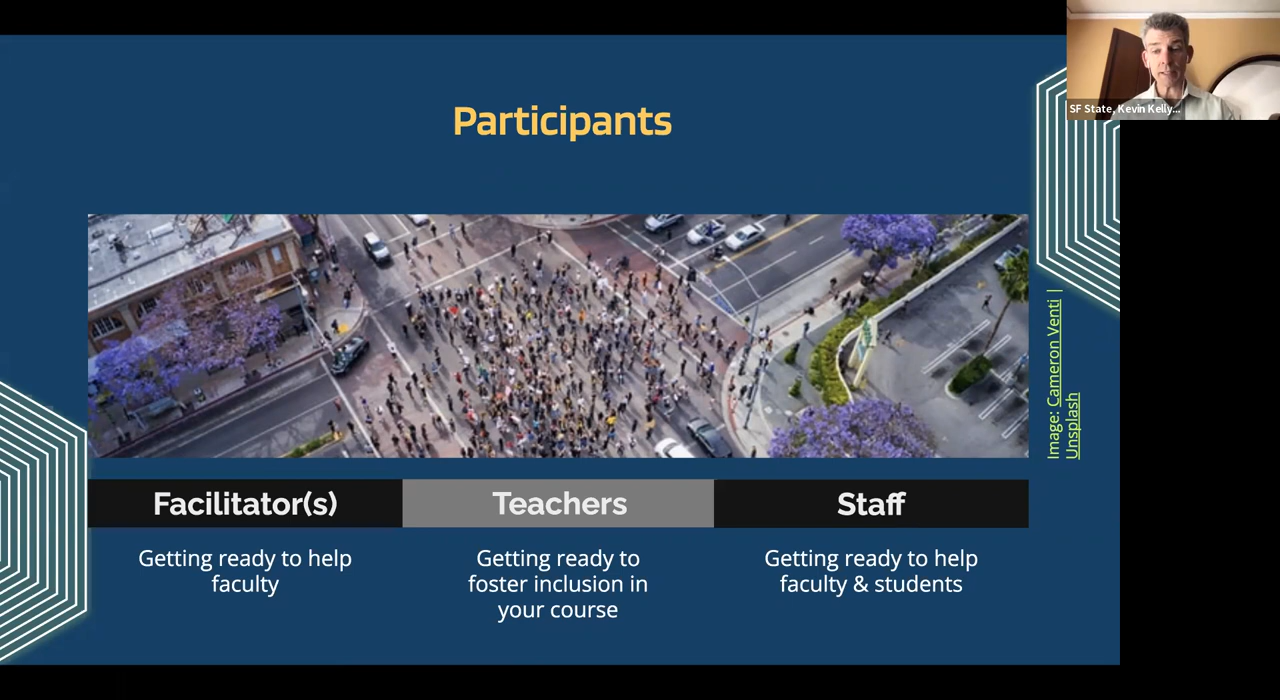 SF State, Kevin Kelly...
Participants
Image: Cameron Venti |
Unsplash
Facilitator(s)
Teachers
Staff
Getting ready to help
faculty
Getting ready to
foster inclusion in
your course
Getting ready to help
faculty & students